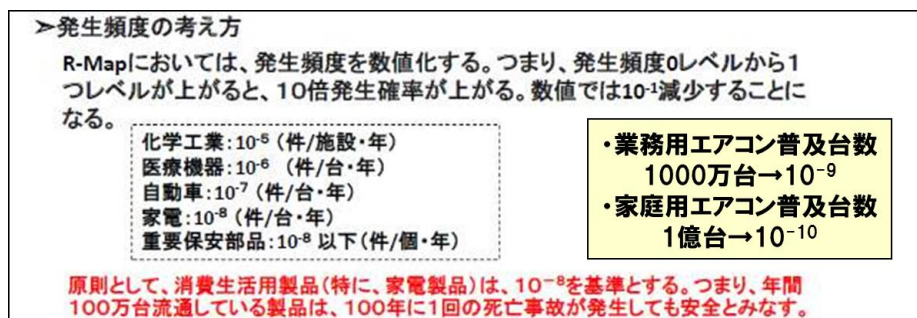 ➢発生頻度の考え方
R-Mapにおいては、発生頻度を数値化する。つまり、発生頻度0レベルから1
つレベルが上がると、10倍発生確率が上がる。数値では10⁻¹減少することに
なる。
化学工業：10⁻⁵（件/施設・年）
医療機器：10⁻⁶ （件/台・年）
自動車：10⁻⁷（件/台・年）
家電：10⁻⁸（件/台・年）
重要保安部品：10⁻⁸ 以下（件/個・年）
・業務用エアコン普及台数
1000万台→10⁻⁹
・家庭用エアコン普及台数
1億台→10⁻¹⁰
原則として、消費生活用製品（特に、家電製品）は、10⁻⁸を基準とする。つまり、年間
100万台流通している製品は、100年に1回の死亡事故が発生しても安全とみなす。